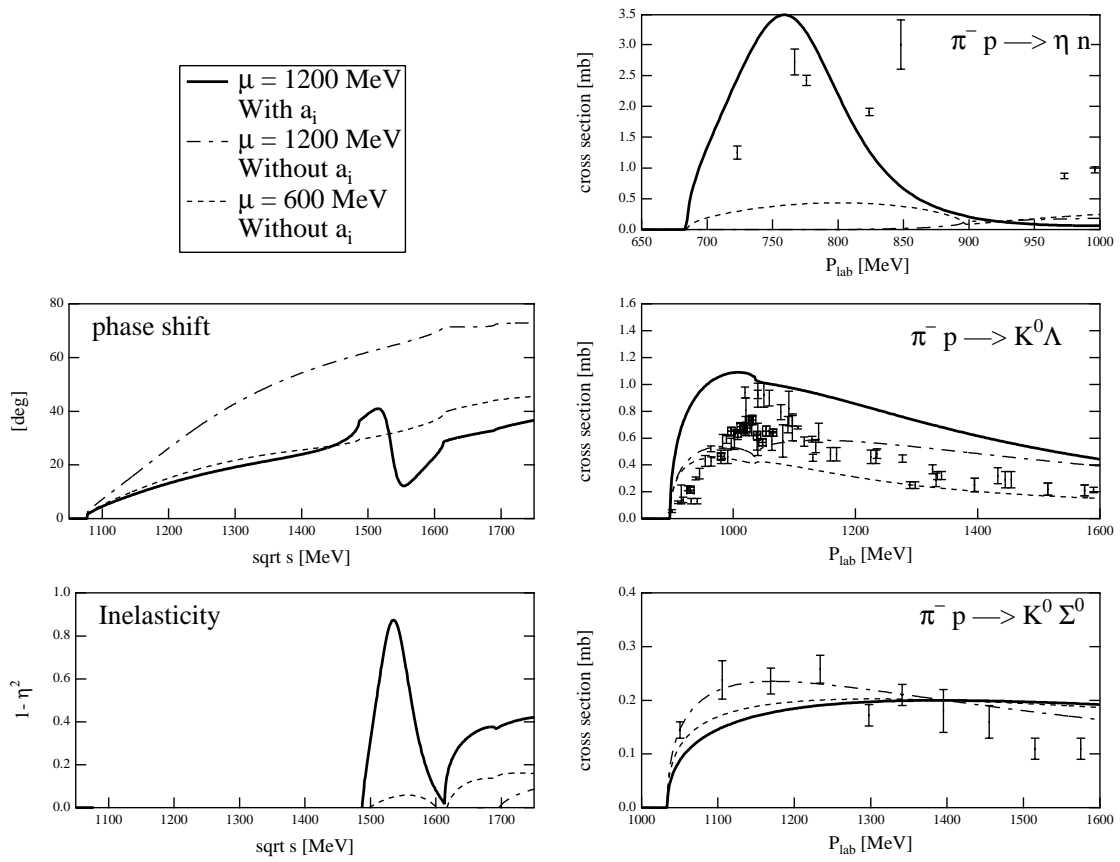 μ = 1200 MeV
With a_i
μ = 1200 MeV
Without a_i
μ = 600 MeV
Without a_i
π⁻ p —> η n
cross section [mb]
3.5
3.0
2.5
2.0
1.5
1.0
0.5
0.0
650 700 750 800 850 900 950 1000
P_lab [MeV]
phase shift
[deg]
80
60
40
20
0
1100 1200 1300 1400 1500 1600 1700
sqrt s [MeV]
π⁻ p —> K⁰Λ
cross section [mb]
1.6
1.4
1.2
1.0
0.8
0.6
0.4
0.2
0.0
1000 1200 1400 1600
P_lab [MeV]
Inelasticity
1- η²
1.0
0.8
0.6
0.4
0.2
0.0
1100 1200 1300 1400 1500 1600 1700
sqrt s [MeV]
π⁻ p —> K⁰ Σ⁰
cross section [mb]
0.4
0.3
0.2
0.1
0.0
1000 1100 1200 1300 1400 1500 1600
P_lab [MeV]